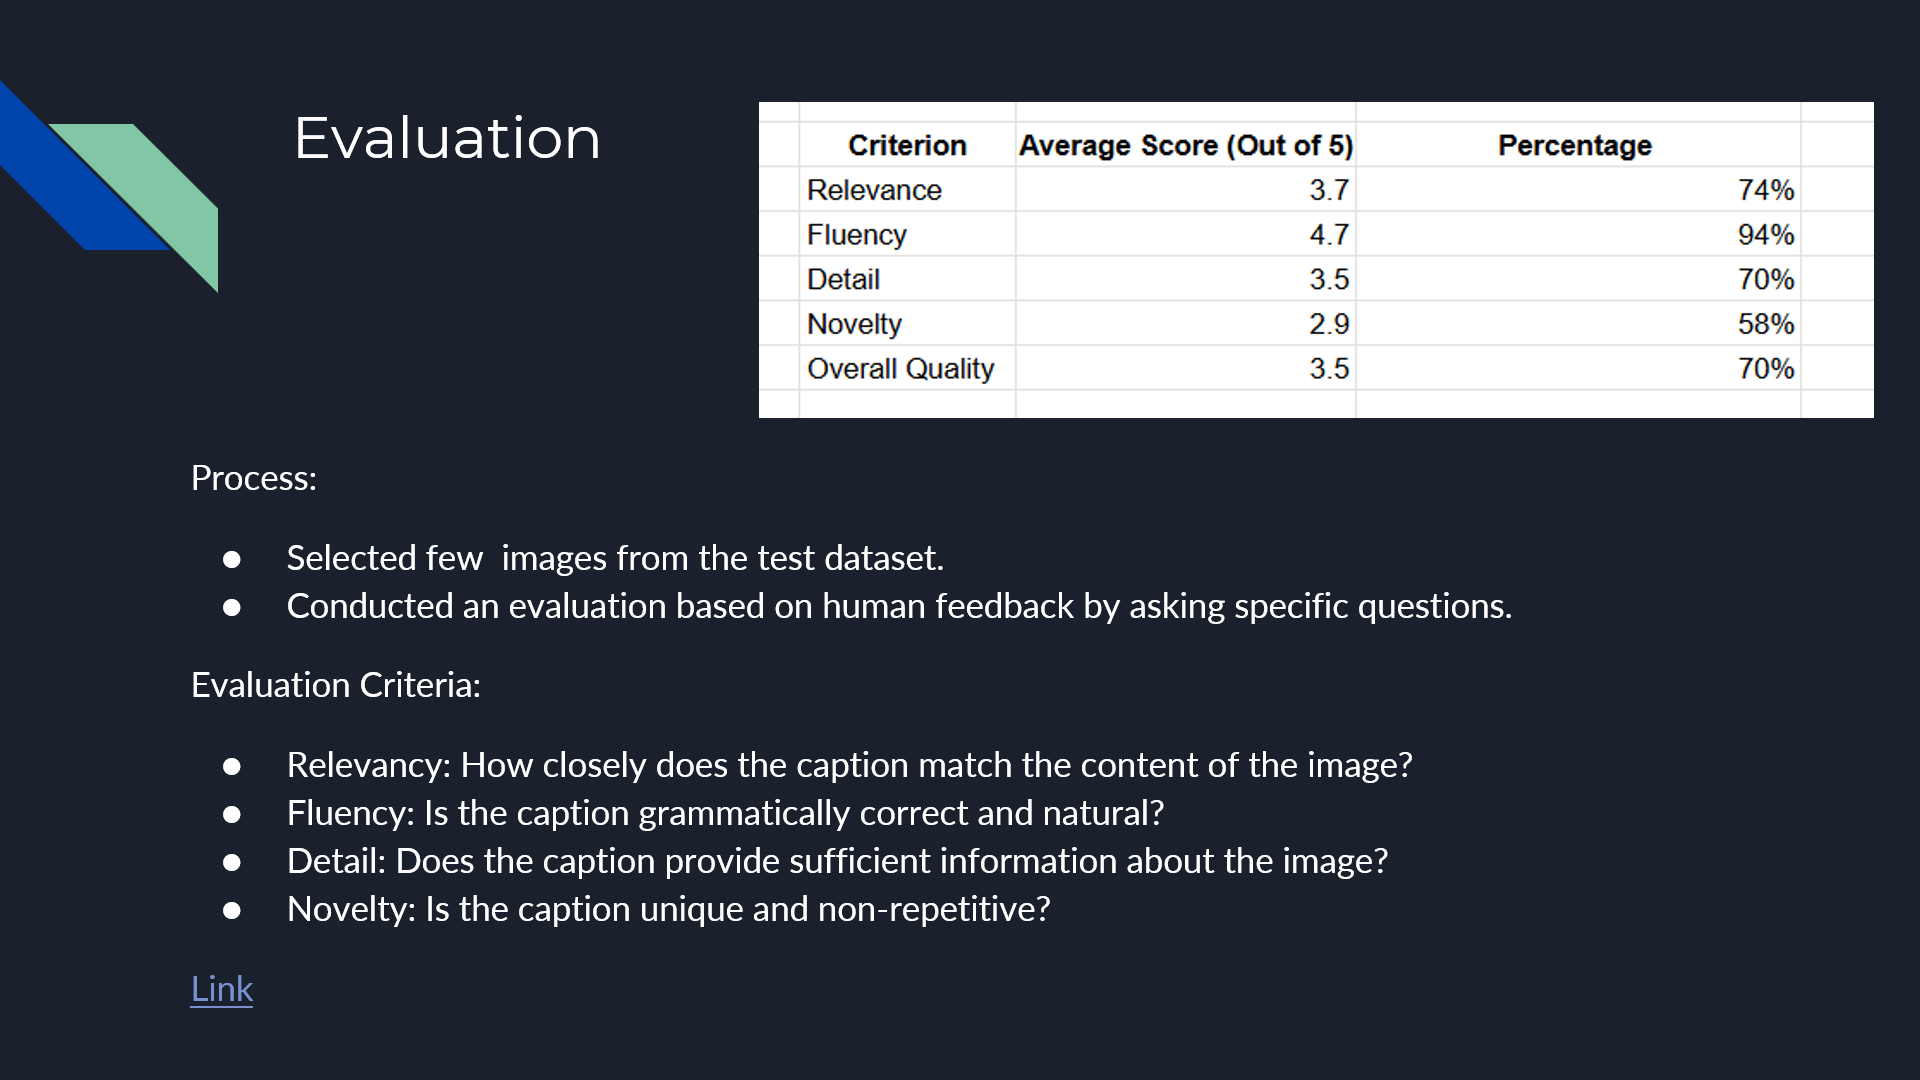 Evaluation
Criterion Average Score (Out of 5) Percentage
Relevance 3.7 74%
Fluency 4.7 94%
Detail 3.5 70%
Novelty 2.9 58%
Overall Quality 3.5 70%
Process:
● Selected few  images from the test dataset.
● Conducted an evaluation based on human feedback by asking specific questions.
Evaluation Criteria:
● Relevancy: How closely does the caption match the content of the image?
● Fluency: Is the caption grammatically correct and natural?
● Detail: Does the caption provide sufficient information about the image?
● Novelty: Is the caption unique and non-repetitive?
Link